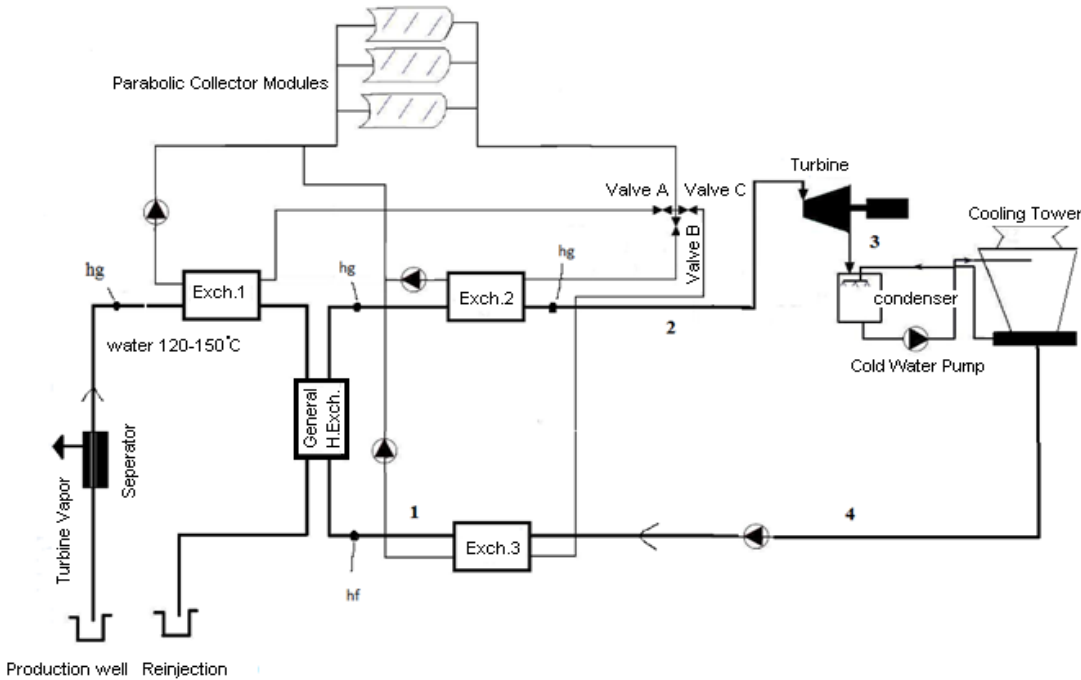 Parabolic Collector Modules
Turbine
Valve A
Valve C
Cooling Tower
Valve B
3
hg
Exch.1
hg
Exch.2
hg
condenser
2
water 120-150°C
Cold Water Pump
General
H.Exch.
Seperator
Turbine Vapor
1
4
Exch.3
hf
Production well
Reinjection